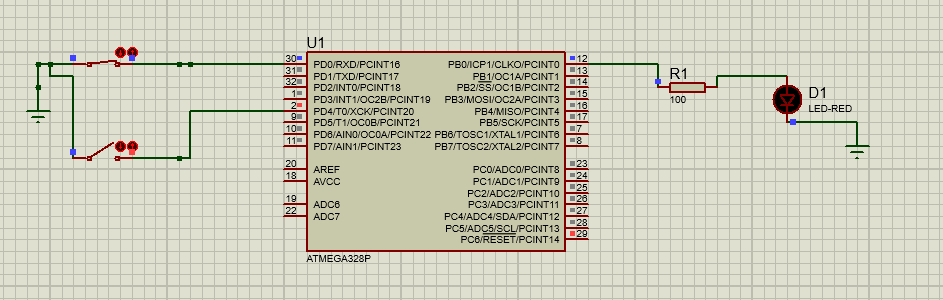 U1
30 PD0/RXD/PCINT16 PB0/ICP1/CLKO/PCINT0 12
31 PD1/TXD/PCINT17 PB1/OC1A/PCINT1 13
32 PD2/INT0/PCINT18 PB2/SS/OC1B/PCINT2 14
1 PD3/INT1/OC2B/PCINT19 PB3/MOSI/OC2A/PCINT3 15
2 PD4/T0/XCK/PCINT20 PB4/MISO/PCINT4 16
9 PD5/T1/OC0B/PCINT21 PB5/SCK/PCINT5 17
10 PD6/AIN0/OC0A/PCINT22 PB6/TOSC1/XTAL1/PCINT6 7
11 PD7/AIN1/PCINT23 PB7/TOSC2/XTAL2/PCINT7 8
20 AREF PC0/ADC0/PCINT8 23
18 AVCC PC1/ADC1/PCINT9 24
PC2/ADC2/PCINT10 25
19 ADC6 PC3/ADC3/PCINT11 26
22 ADC7 PC4/ADC4/SDA/PCINT12 27
PC5/ADC5/SCL/PCINT13 28
PC6/RESET/PCINT14 29
ATMEGA328P
R1
100
D1
LED-RED